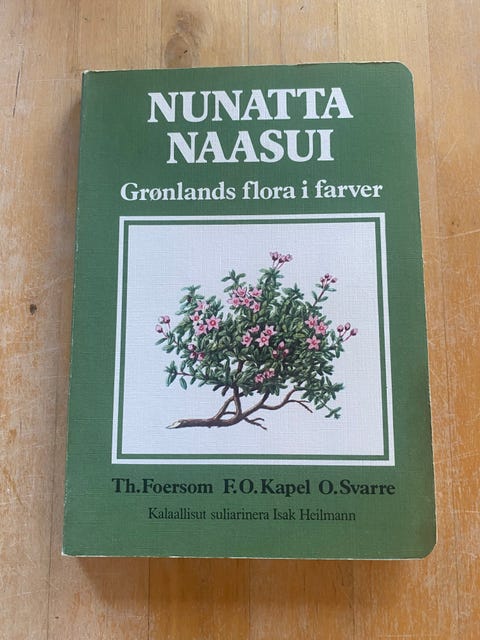 NUNATTA
NAASUI
Grønlands flora i farver
Th. Foersom F. O. Kapel O. Svarre
Kalaallisut suliarinera Isak Heilmann